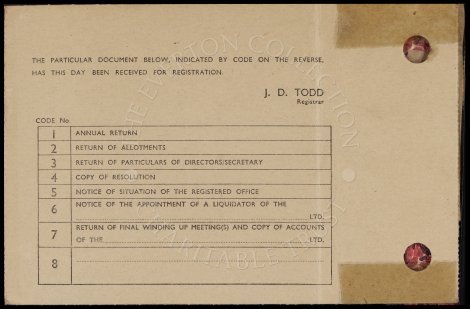 THE PARTICULAR DOCUMENT BELOW, INDICATED BY CODE ON THE REVERSE,
HAS THIS DAY BEEN RECEIVED FOR REGISTRATION.
J. D. TODD
Registrar
CODE No.
1 ANNUAL RETURN
2 RETURN OF ALLOTMENTS
3 RETURN OF PARTICULARS OF DIRECTORS/SECRETARY
4 COPY OF RESOLUTION
5 NOTICE OF SITUATION OF THE REGISTERED OFFICE
6 NOTICE OF THE APPOINTMENT OF A LIQUIDATOR OF THE
LTD.
7 RETURN OF FINAL WINDING UP MEETING(S) AND COPY OF ACCOUNTS
OF THE LTD.
8
COLLECTION
CHARITABLE TRUST